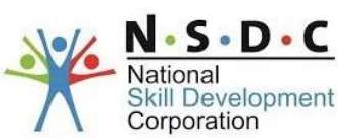 N·S·D·C
National
Skill Development
Corporation